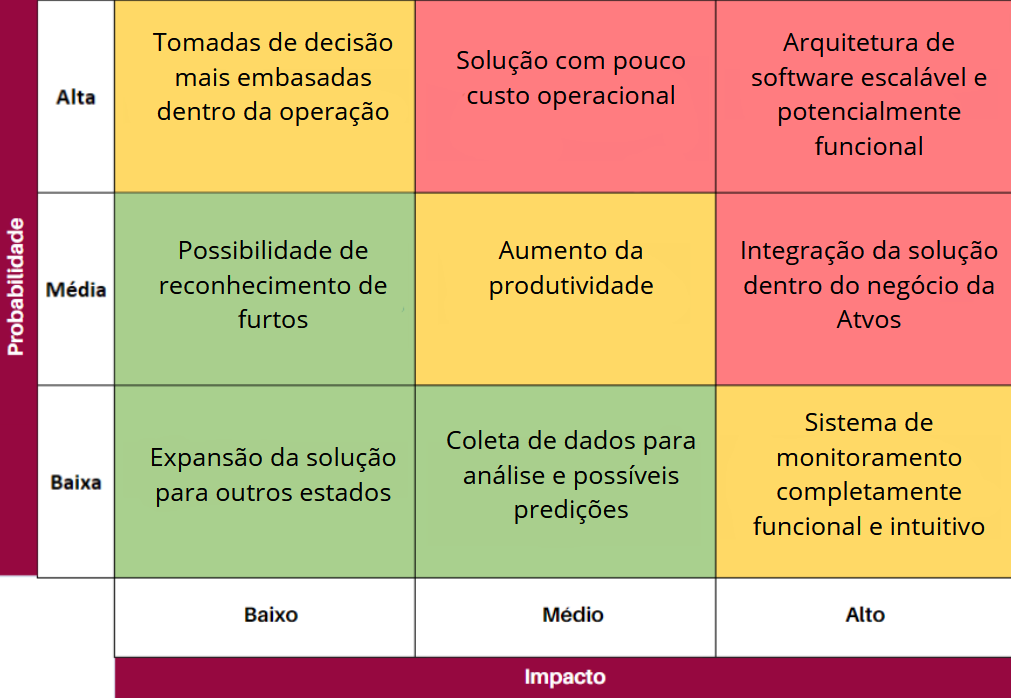 Probabilidade
Alta
Tomadas de decisão
mais embasadas
dentro da operação
Solução com pouco
custo operacional
Arquitetura de
software escalável e
potencialmente
funcional
Média
Possibilidade de
reconhecimento de
furtos
Aumento da
produtividade
Integração da solução
dentro do negócio da
Atvos
Baixa
Expansão da solução
para outros estados
Coleta de dados para
análise e possíveis
predições
Sistema de
monitoramento
completamente
funcional e intuitivo
Baixo
Médio
Alto
Impacto